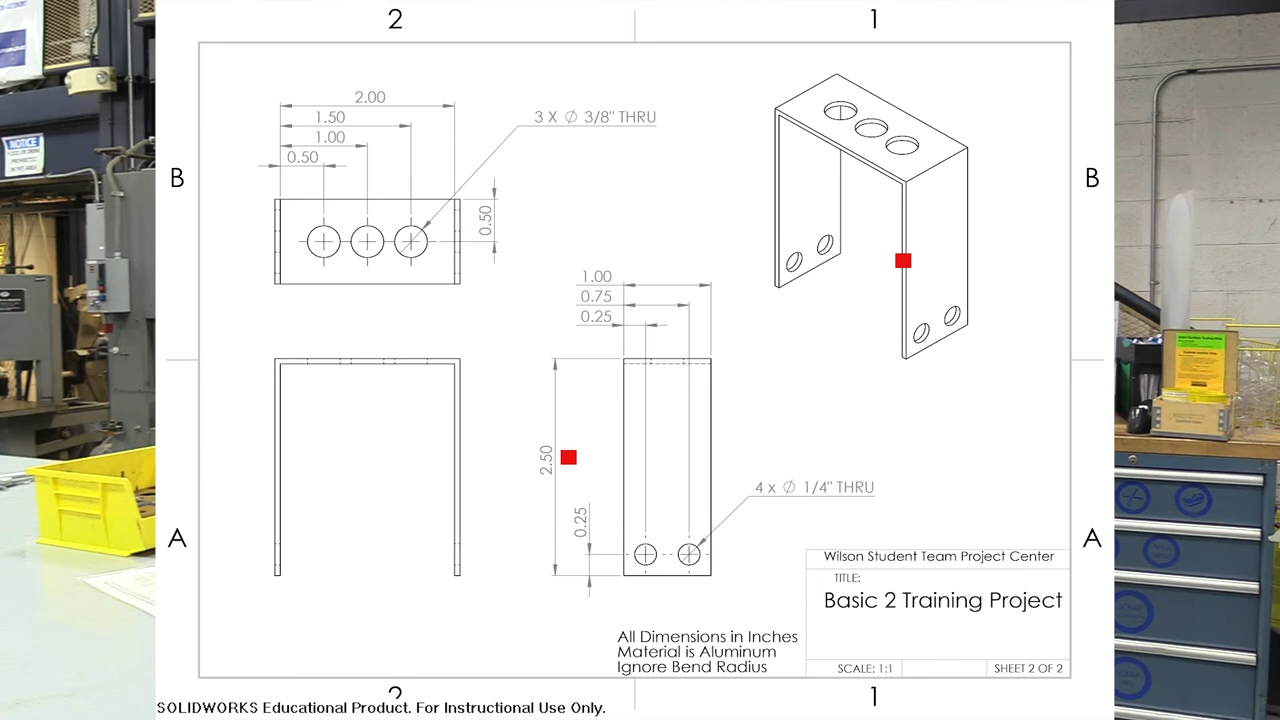 2
1
B
B
A
A
2
1
2.00
1.50
1.00
0.50
3 X Ø 3/8" THRU
0.50
1.00
0.75
0.25
2.50
0.25
4 x Ø 1/4" THRU
Wilson Student Team Project Center
TITLE:
Basic 2 Training Project
SCALE: 1:1
SHEET 2 OF 2
All Dimensions in Inches
Material is Aluminum
Ignore Bend Radius
SOLIDWORKS Educational Product. For Instructional Use Only.
NOTICE